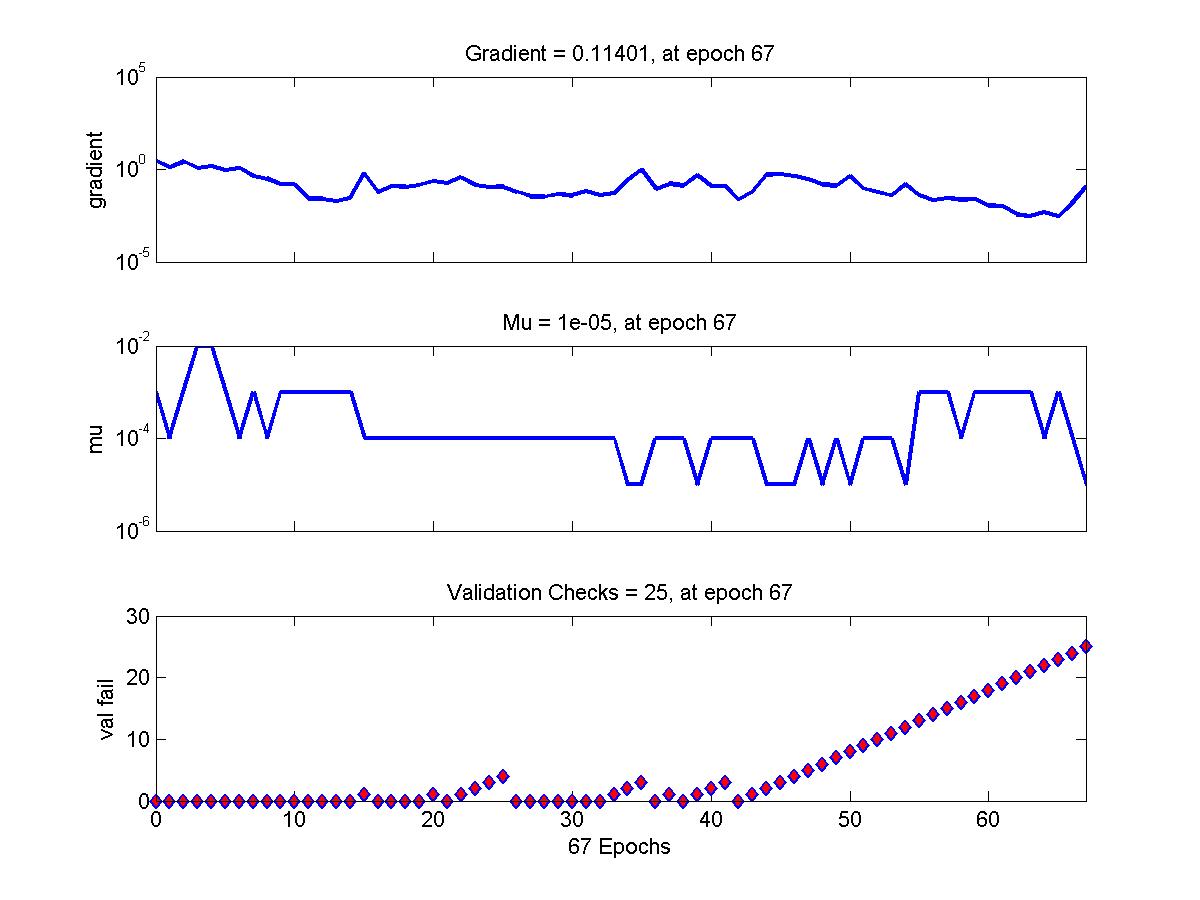 Gradient = 0.11401, at epoch 67
10^5
10^0
10^-5
gradient
Mu = 1e-05, at epoch 67
10^-2
10^-4
10^-6
mu
Validation Checks = 25, at epoch 67
30
20
10
0
val fail
0 10 20 30 40 50 60
67 Epochs